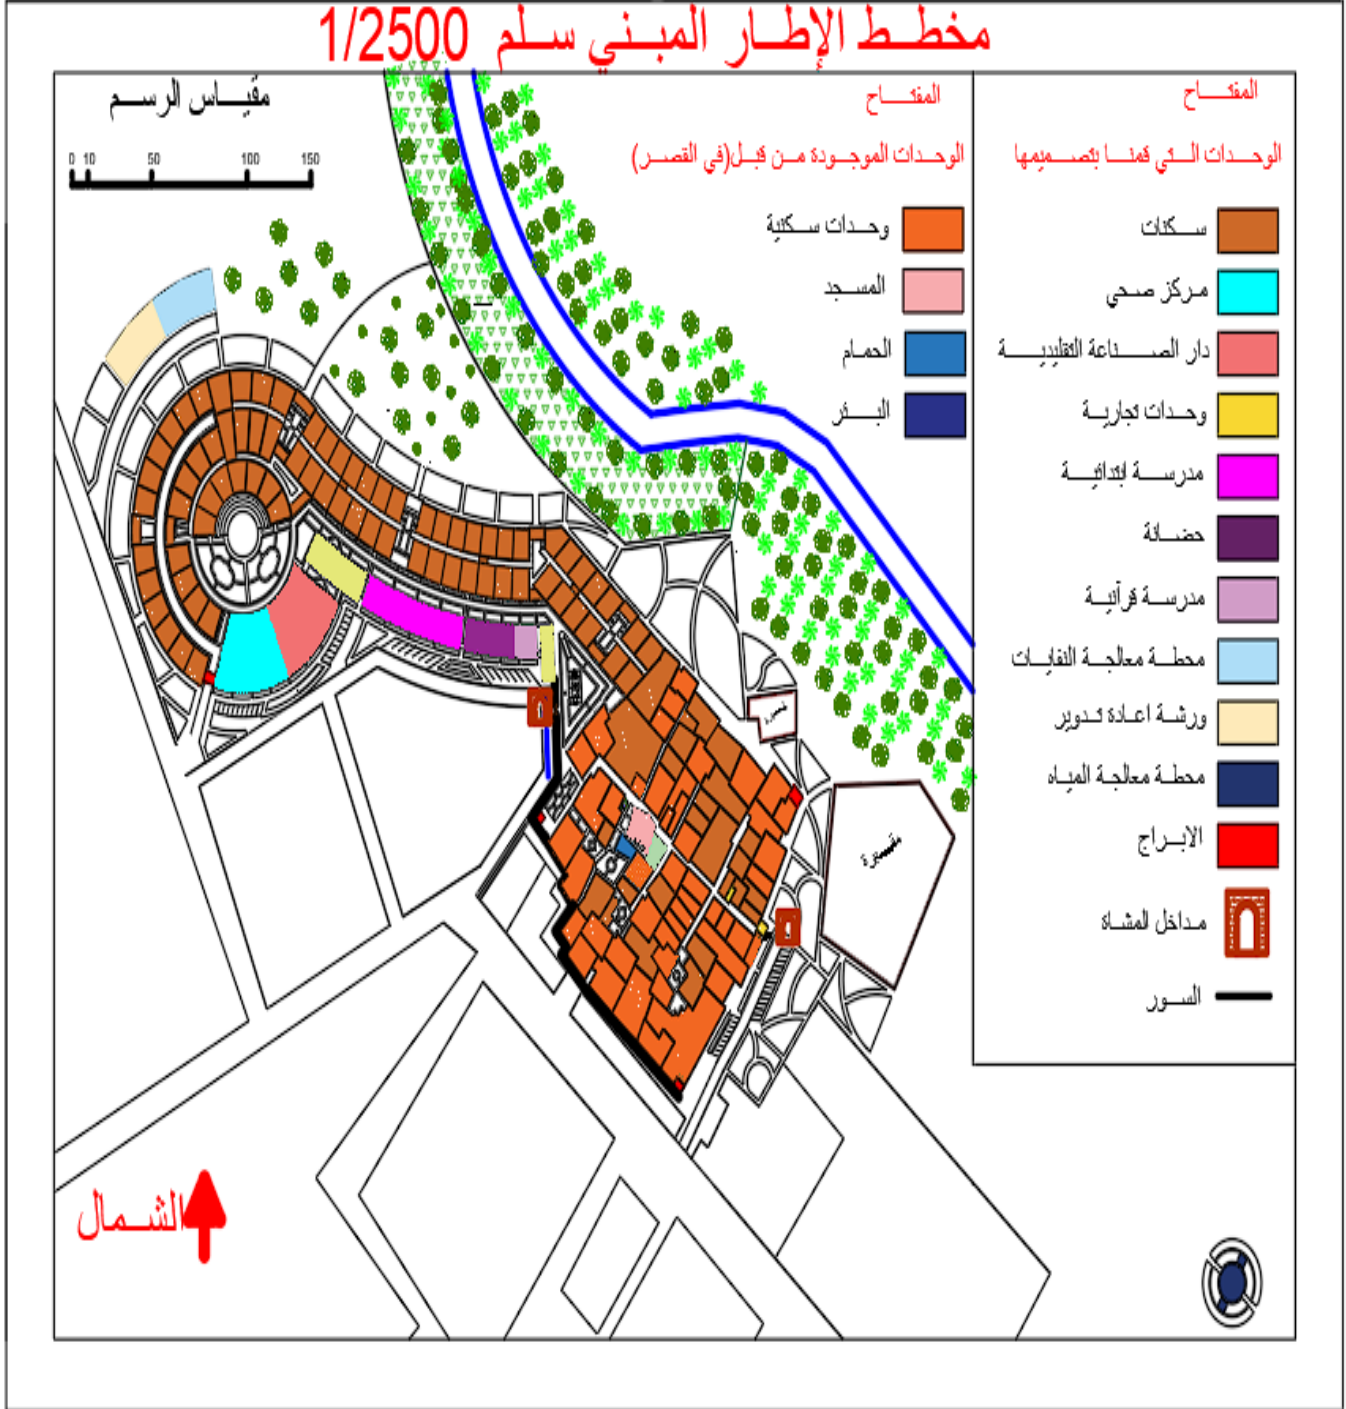 مخطط الإطار المبني سلم 1/2500
مقياس الرسم
0 10 50 100 150
المفتاح
الوحدات التي قمنا بتصميمها
سكنات
مركز صحي
دار الصناعة التقليدية
وحدات تجارية
مدرسة ابتدائية
حضانة
مدرسة قرآنية
محطة معالجة النفايات
ورشة اعادة تدوير
محطة معالجة المياه
الابراج
مداخل المشاة
السور
المفتاح
الوحدات الموجودة من قبل(في القصر)
وحدات سكنية
المسجد
الحمام
البئر
مقبرة
الشمال